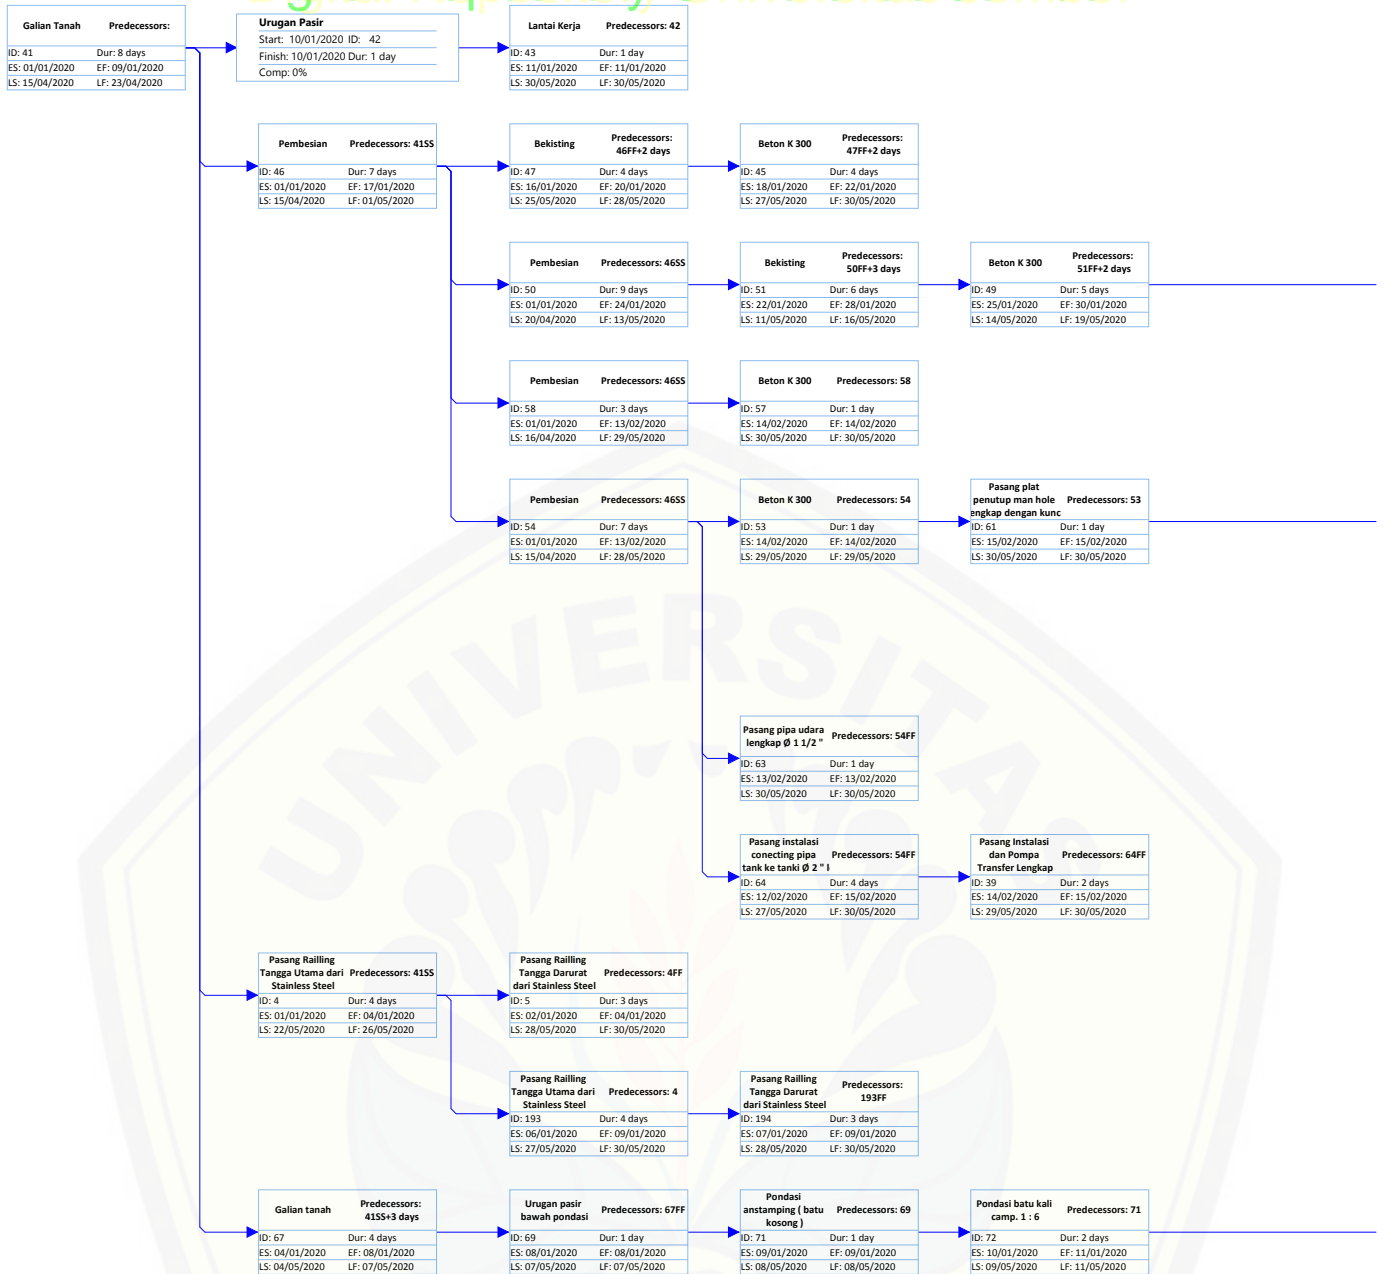 Galian Tanah Predecessors:
ID: 41 Dur: 8 days
ES: 01/01/2020 EF: 09/01/2020
LS: 15/04/2020 LF: 23/04/2020
Urugan Pasir
Start: 10/01/2020 ID: 42
Finish: 10/01/2020 Dur: 1 day
Comp: 0%
Lantai Kerja Predecessors: 42
ID: 43 Dur: 1 day
ES: 11/01/2020 EF: 11/01/2020
LS: 30/05/2020 LF: 30/05/2020
Pembesian Predecessors: 41SS
ID: 46 Dur: 7 days
ES: 01/01/2020 EF: 17/01/2020
LS: 15/04/2020 LF: 01/05/2020
Bekisting Predecessors:
46FF+2 days
ID: 47 Dur: 4 days
ES: 16/01/2020 EF: 20/01/2020
LS: 25/05/2020 LF: 28/05/2020
Beton K 300 Predecessors:
47FF+2 days
ID: 45 Dur: 4 days
ES: 18/01/2020 EF: 22/01/2020
LS: 27/05/2020 LF: 30/05/2020
Pembesian Predecessors: 46SS
ID: 50 Dur: 9 days
ES: 01/01/2020 EF: 24/01/2020
LS: 20/04/2020 LF: 13/05/2020
Bekisting Predecessors:
50FF+3 days
ID: 51 Dur: 6 days
ES: 22/01/2020 EF: 28/01/2020
LS: 11/05/2020 LF: 16/05/2020
Beton K 300 Predecessors:
51FF+2 days
ID: 49 Dur: 5 days
ES: 25/01/2020 EF: 30/01/2020
LS: 14/05/2020 LF: 19/05/2020
Pembesian Predecessors: 46SS
ID: 58 Dur: 3 days
ES: 01/01/2020 EF: 13/02/2020
LS: 16/04/2020 LF: 29/05/2020
Beton K 300 Predecessors: 58
ID: 57 Dur: 1 day
ES: 14/02/2020 EF: 14/02/2020
LS: 30/05/2020 LF: 30/05/2020
Pembesian Predecessors: 46SS
ID: 54 Dur: 7 days
ES: 01/01/2020 EF: 13/02/2020
LS: 15/04/2020 LF: 28/05/2020
Beton K 300 Predecessors: 54
ID: 53 Dur: 1 day
ES: 14/02/2020 EF: 14/02/2020
LS: 29/05/2020 LF: 29/05/2020
Pasang plat
penutup man hole Predecessors: 53
engkap dengan kunc
ID: 61 Dur: 1 day
ES: 15/02/2020 EF: 15/02/2020
LS: 30/05/2020 LF: 30/05/2020
UNIVERSITAS
Pasang pipa udara
lengkap Ø 1 1/2 " Predecessors: 54FF
ID: 63 Dur: 1 day
ES: 13/02/2020 EF: 13/02/2020
LS: 30/05/2020 LF: 30/05/2020
Pasang instalasi
conecting pipa Predecessors: 54FF
tank ke tanki Ø 2 "
ID: 64 Dur: 4 days
ES: 12/02/2020 EF: 15/02/2020
LS: 27/05/2020 LF: 30/05/2020
Pasang Instalasi
dan Pompa Predecessors: 64FF
Transfer Lengkap
ID: 39 Dur: 2 days
ES: 14/02/2020 EF: 15/02/2020
LS: 29/05/2020 LF: 30/05/2020
Pasang Railling
Tangga Utama dari Predecessors: 41SS
Stainless Steel
ID: 4 Dur: 4 days
ES: 01/01/2020 EF: 04/01/2020
LS: 22/05/2020 LF: 26/05/2020
Pasang Railling
Tangga Darurat Predecessors: 4FF
dari Stainless Steel
ID: 5 Dur: 3 days
ES: 02/01/2020 EF: 04/01/2020
LS: 28/05/2020 LF: 30/05/2020
Pasang Railling
Tangga Utama dari Predecessors: 4
Stainless Steel
ID: 193 Dur: 4 days
ES: 06/01/2020 EF: 09/01/2020
LS: 27/05/2020 LF: 30/05/2020
Pasang Railling
Tangga Darurat Predecessors:
dari Stainless Steel 193FF
ID: 194 Dur: 3 days
ES: 07/01/2020 EF: 09/01/2020
LS: 28/05/2020 LF: 30/05/2020
Galian tanah Predecessors:
41SS+3 days
ID: 67 Dur: 4 days
ES: 04/01/2020 EF: 08/01/2020
LS: 04/05/2020 LF: 07/05/2020
Urugan pasir
bawah pondasi Predecessors: 67FF
ID: 69 Dur: 1 day
ES: 08/01/2020 EF: 08/01/2020
LS: 07/05/2020 LF: 07/05/2020
Pondasi
anstamping ( batu Predecessors: 69
kosong )
ID: 71 Dur: 1 day
ES: 09/01/2020 EF: 09/01/2020
LS: 08/05/2020 LF: 08/05/2020
Pondasi batu kali
camp. 1 : 6 Predecessors: 71
ID: 72 Dur: 2 days
ES: 10/01/2020 EF: 11/01/2020
LS: 09/05/2020 LF: 11/05/2020